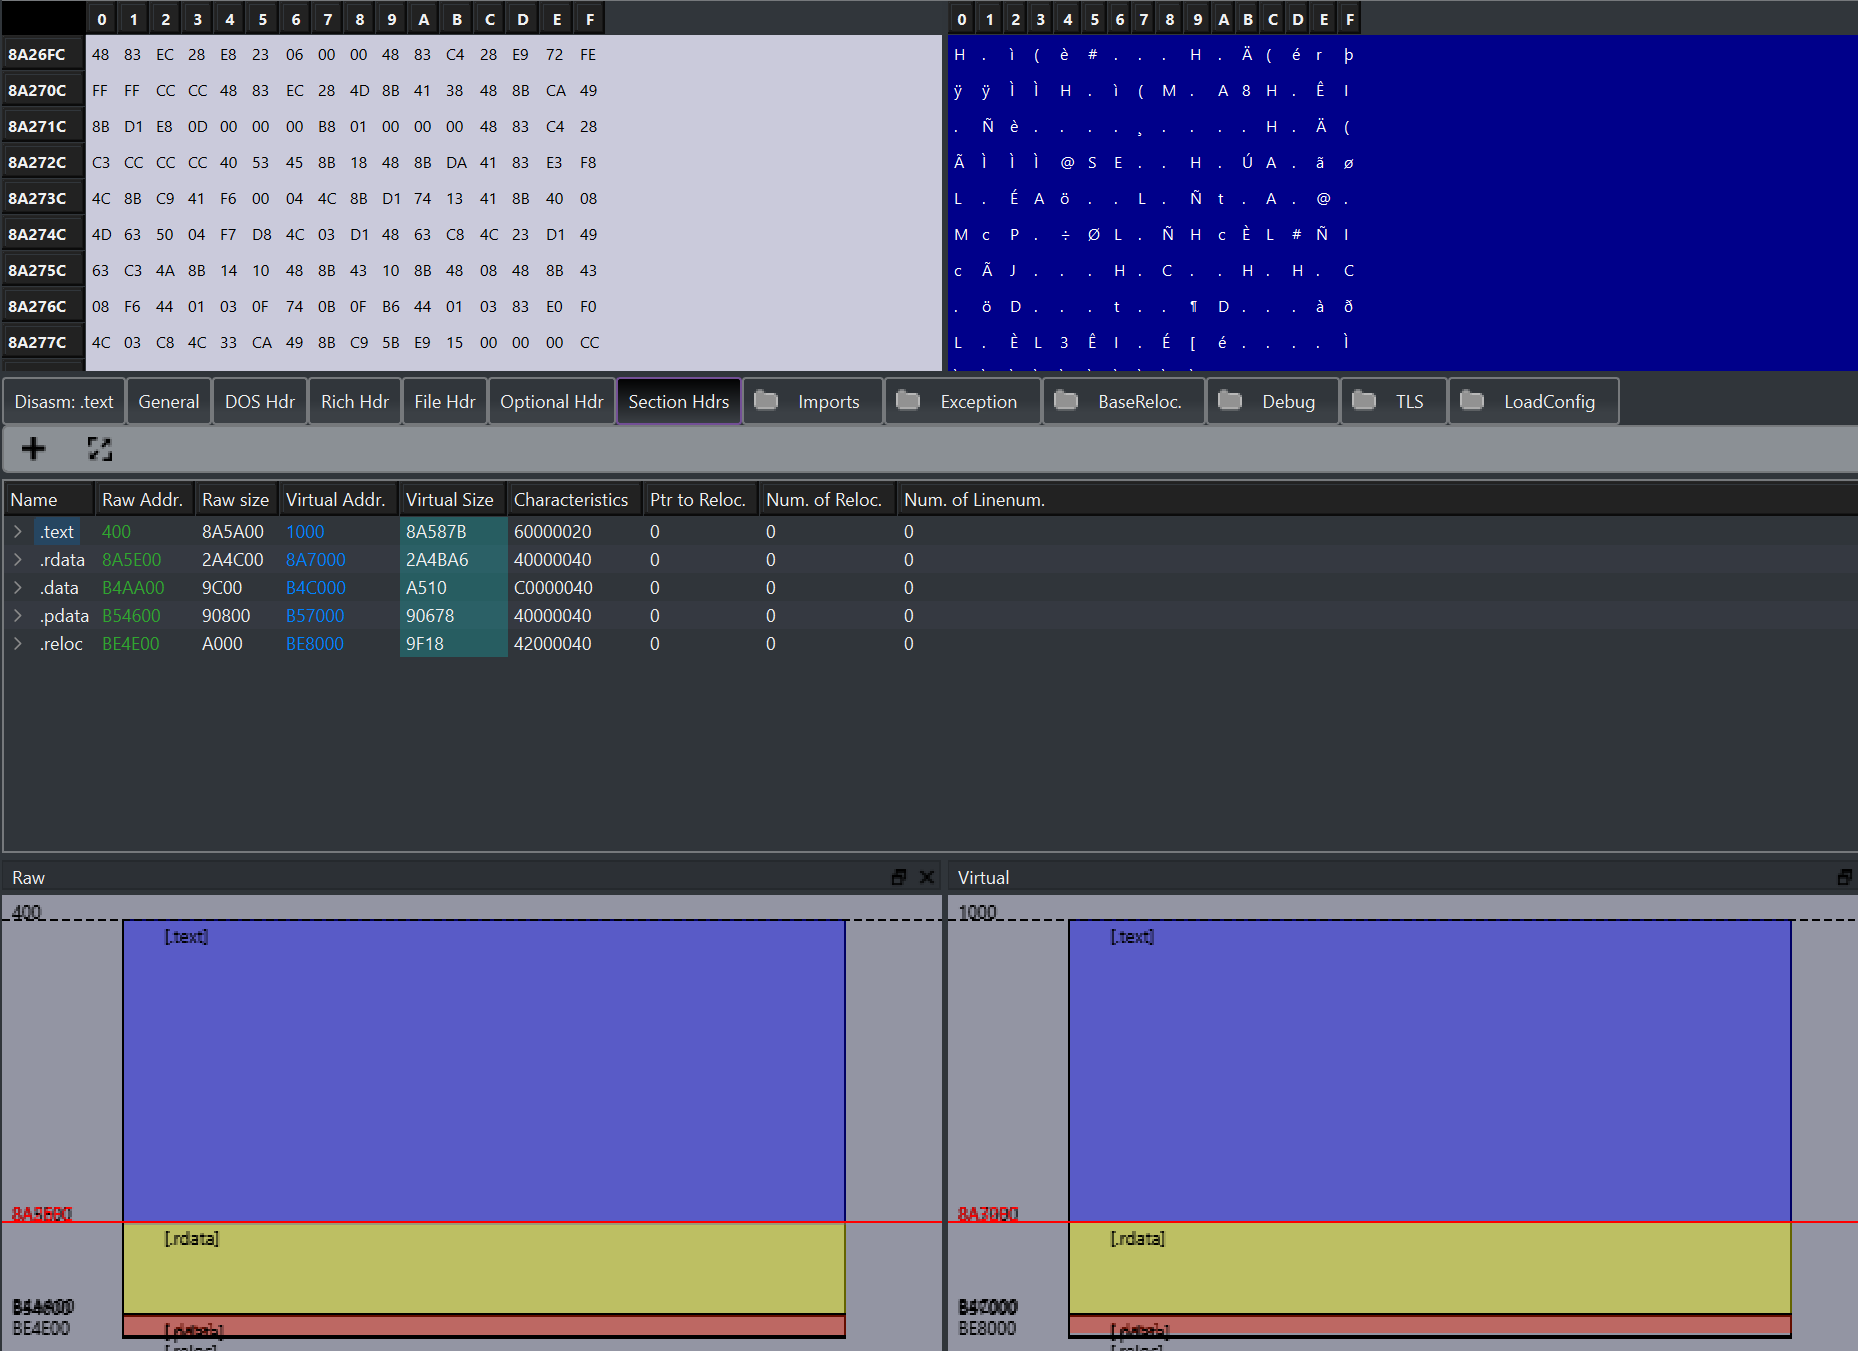 0 1 2 3 4 5 6 7 8 9 A B C D E F
8A26FC 48 83 EC 28 E8 23 06 00 00 48 83 C4 28 E9 72 FE
8A270C FF FF CC CC 48 83 EC 28 4D 8B 41 38 48 8B CA 49
8A271C 8B D1 E8 0D 00 00 00 B8 01 00 00 00 48 83 C4 28
8A272C C3 CC CC CC 40 53 45 8B 18 48 8B DA 41 83 E3 F8
8A273C 4C 8B C9 41 F6 00 04 4C 8B D1 74 13 41 8B 40 08
8A274C 4D 63 50 04 F7 D8 4C 03 D1 48 63 C8 4C 23 D1 49
8A275C 63 C3 4A 8B 14 10 48 8B 43 10 8B 48 08 48 8B 43
8A276C 08 F6 44 01 03 0F 74 0B 0F B6 44 01 03 83 E0 F0
8A277C 4C 03 C8 4C 33 CA 49 8B C9 5B E9 15 00 00 00 CC
0 1 2 3 4 5 6 7 8 9 A B C D E F
H . ì ( è # . . . H . Ä ( é r þ
ÿ ÿ Ì Ì H . ì ( M . A 8 H . Ê I
. Ñ è . . . . ¸ . . . . H . Ä (
Ã Ì Ì Ì @ S E . . H . Ú A . ã ø
L . É A ö . . L . Ñ t . A . @ .
M c P . ÷ Ø L . Ñ H c È L # Ñ I
c Ã J . . . H . C . . H . H . C
. ö D . . . t . . ¶ D . . . à ð
L . È L 3 Ê I . É [ é . . . . Ì
Disasm: .text General DOS Hdr Rich Hdr File Hdr Optional Hdr Section Hdrs Imports Exception BaseReloc. Debug TLS LoadConfig
Name Raw Addr. Raw size Virtual Addr. Virtual Size Characteristics Ptr to Reloc. Num. of Reloc. Num. of Linenum.
.text 400 8A5A00 1000 8A587B 60000020 0 0 0
.rdata 8A5E00 2A4C00 8A7000 2A4BA6 40000040 0 0 0
.data B4AA00 9C00 B4C000 A510 C0000040 0 0 0
.pdata B54600 90800 B57000 90678 40000040 0 0 0
.reloc BE4E00 A000 BE8000 9F18 42000040 0 0 0
Raw
400
[.text]
[.rdata]
BE4E00
Virtual
1000
[.text]
[.rdata]
BE8000